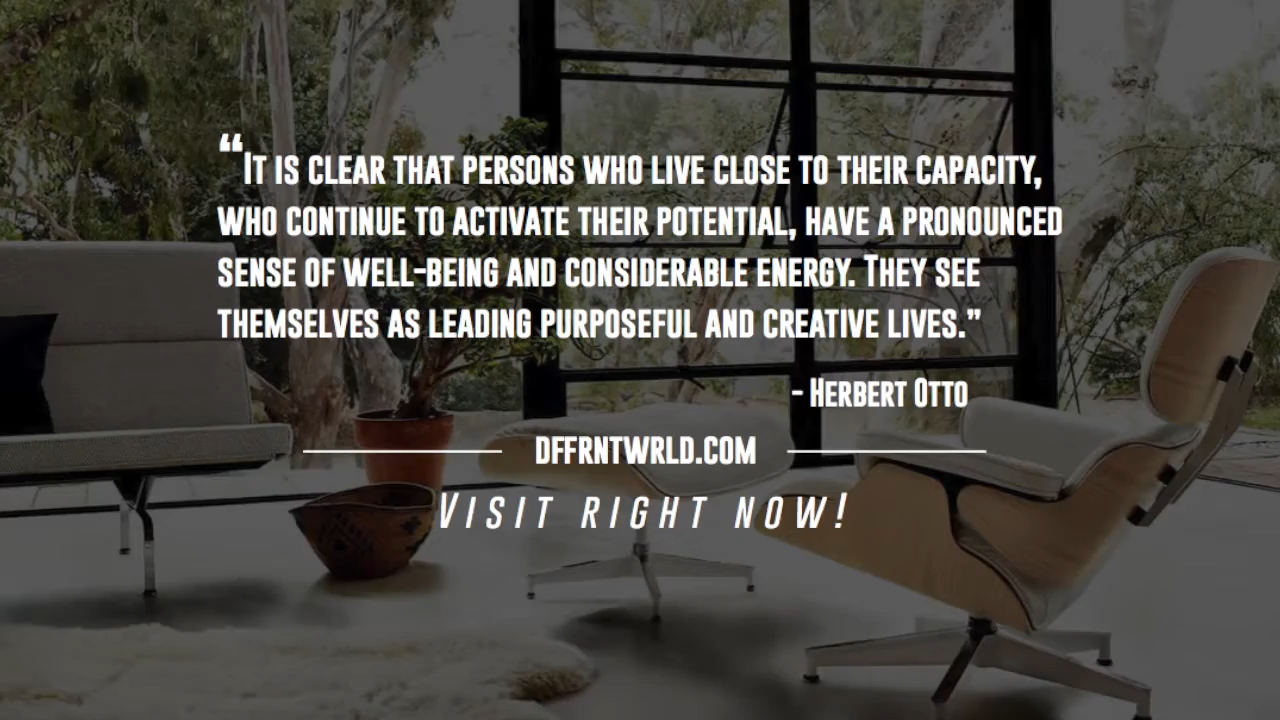 “It is clear that persons who live close to their capacity,
who continue to activate their potential, have a pronounced
sense of well-being and considerable energy. They see
themselves as leading purposeful and creative lives.”
- Herbert Otto
DFFRNTWRLD.COM
Visit right now!